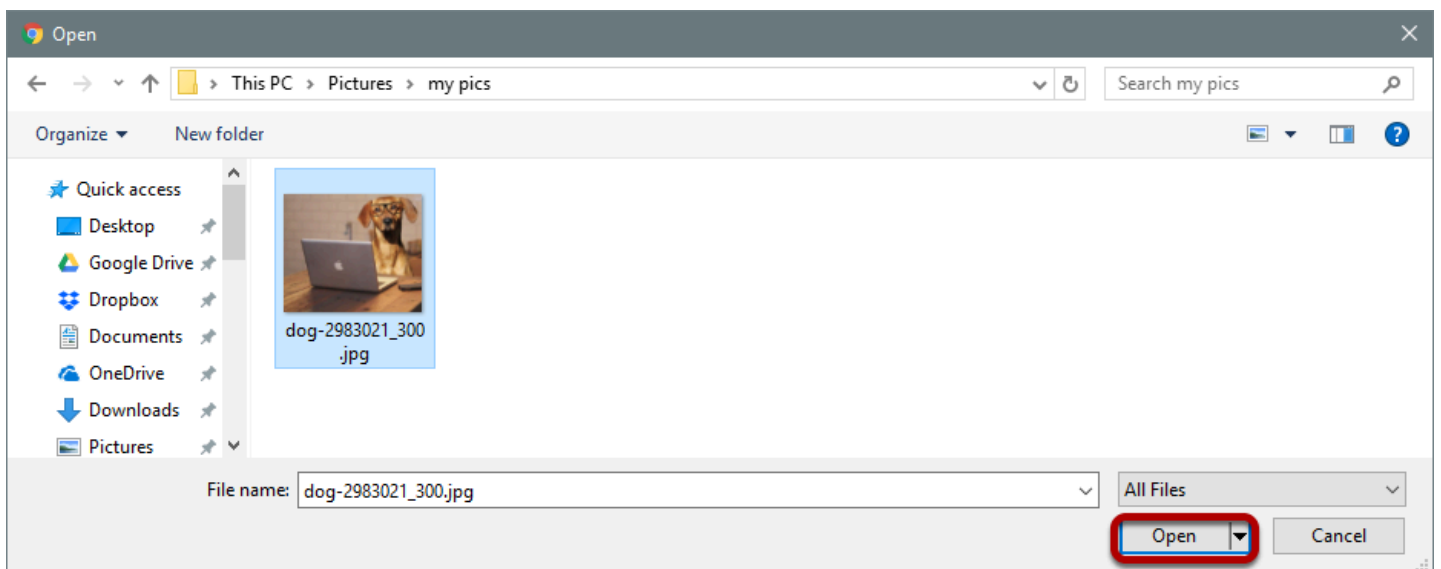 Open
This PC > Pictures > my pics
Search my pics
Organize
New folder
Quick access
Desktop
Google Drive
Dropbox
Documents
OneDrive
Downloads
Pictures
dog-2983021_300
.jpg
File name: dog-2983021_300.jpg
All Files
Open
Cancel